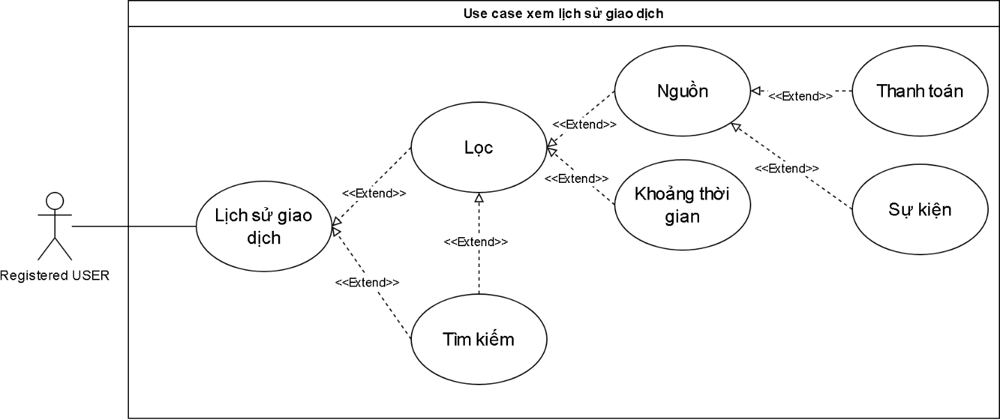 Use case xem lịch sử giao dịch
Nguồn
<<Extend>>
Thanh toán
<<Extend>>
Lọc
<<Extend>>
<<Extend>>
Khoảng thời
gian
<<Extend>>
Sự kiện
Lịch sử giao
dịch
<<Extend>>
<<Extend>>
Registered USER
<<Extend>>
Tìm kiếm